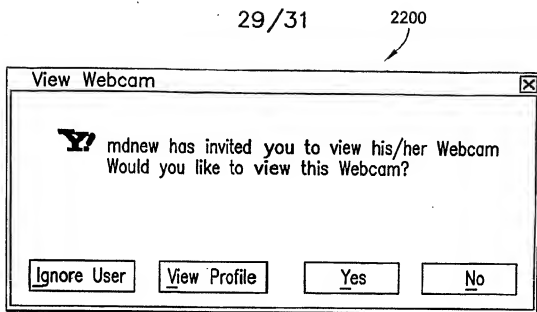 29/31
2200
View Webcam
Y! mdnew has invited you to view his/her Webcam
Would you like to view this Webcam?
Ignore User View Profile Yes No